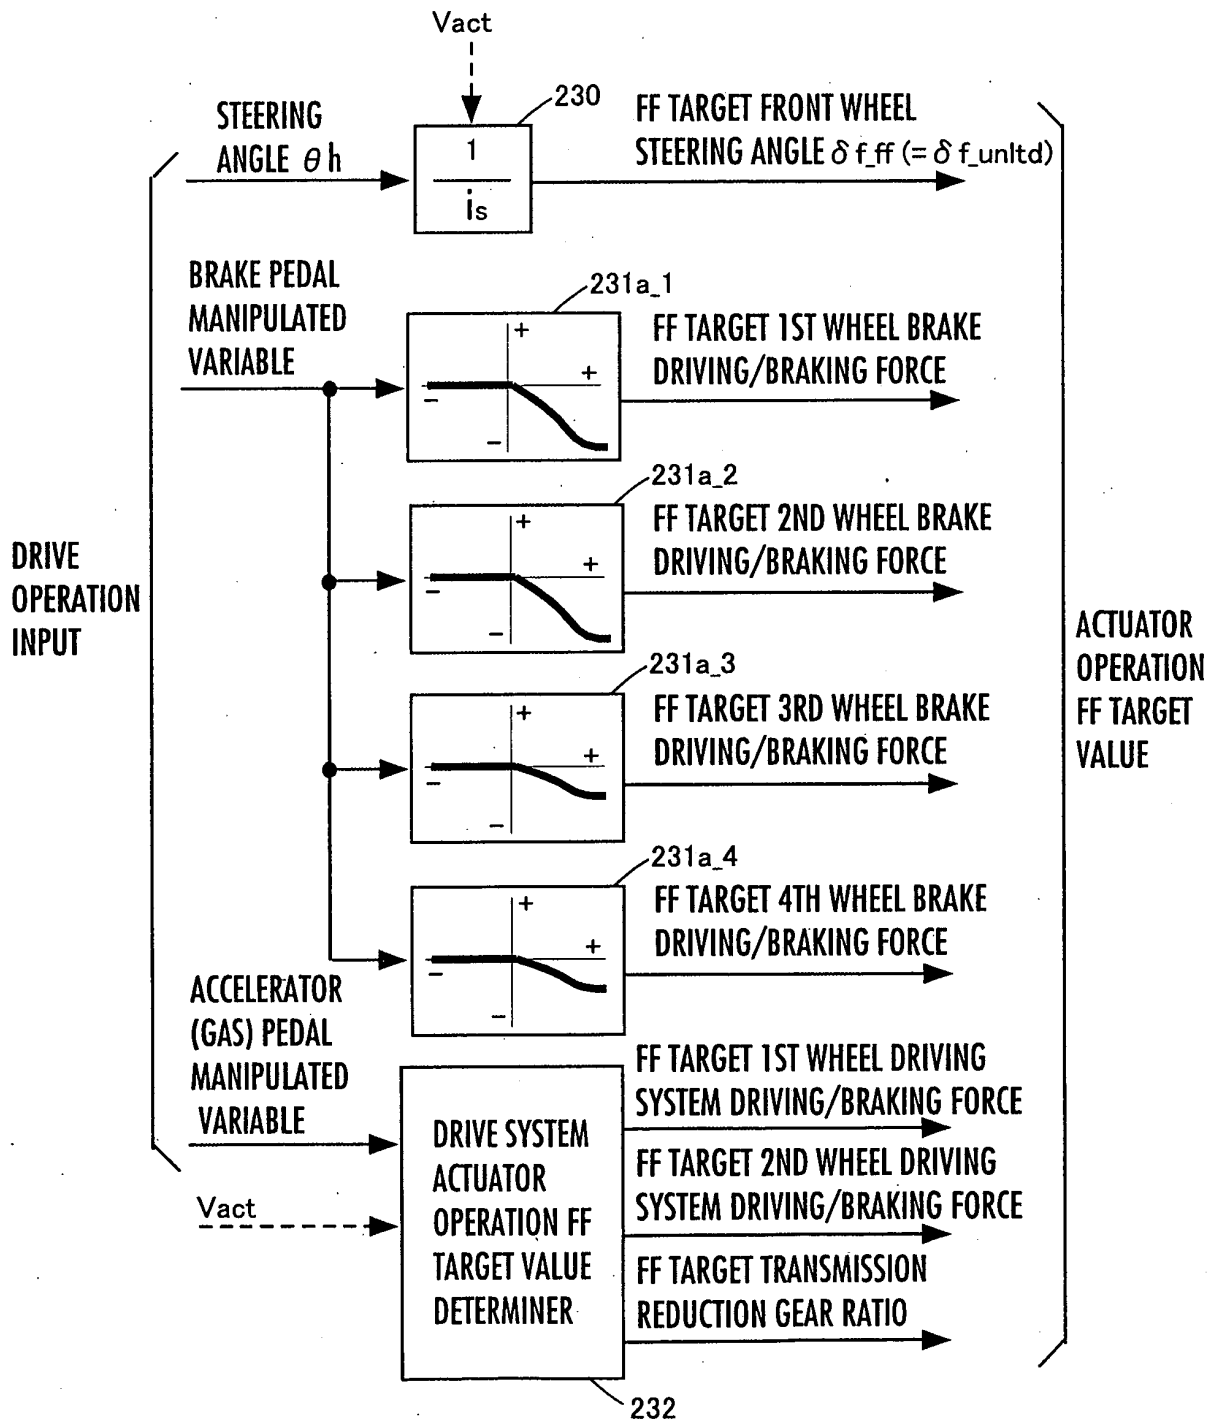 Vact
230
STEERING
ANGLE θh
1
is
FF TARGET FRONT WHEEL
STEERING ANGLE δf_ff (= δf_unltd)
BRAKE PEDAL
MANIPULATED
VARIABLE
231a_1
+
+
−
−
FF TARGET 1ST WHEEL BRAKE
DRIVING/BRAKING FORCE
231a_2
+
+
−
−
FF TARGET 2ND WHEEL BRAKE
DRIVING/BRAKING FORCE
DRIVE
OPERATION
INPUT
ACTUATOR
OPERATION
FF TARGET
VALUE
231a_3
+
+
−
−
FF TARGET 3RD WHEEL BRAKE
DRIVING/BRAKING FORCE
231a_4
+
+
−
−
FF TARGET 4TH WHEEL BRAKE
DRIVING/BRAKING FORCE
ACCELERATOR
(GAS) PEDAL
MANIPULATED
VARIABLE
Vact
DRIVE SYSTEM
ACTUATOR
OPERATION FF
TARGET VALUE
DETERMINER
FF TARGET 1ST WHEEL DRIVING
SYSTEM DRIVING/BRAKING FORCE
FF TARGET 2ND WHEEL DRIVING
SYSTEM DRIVING/BRAKING FORCE
FF TARGET TRANSMISSION
REDUCTION GEAR RATIO
232